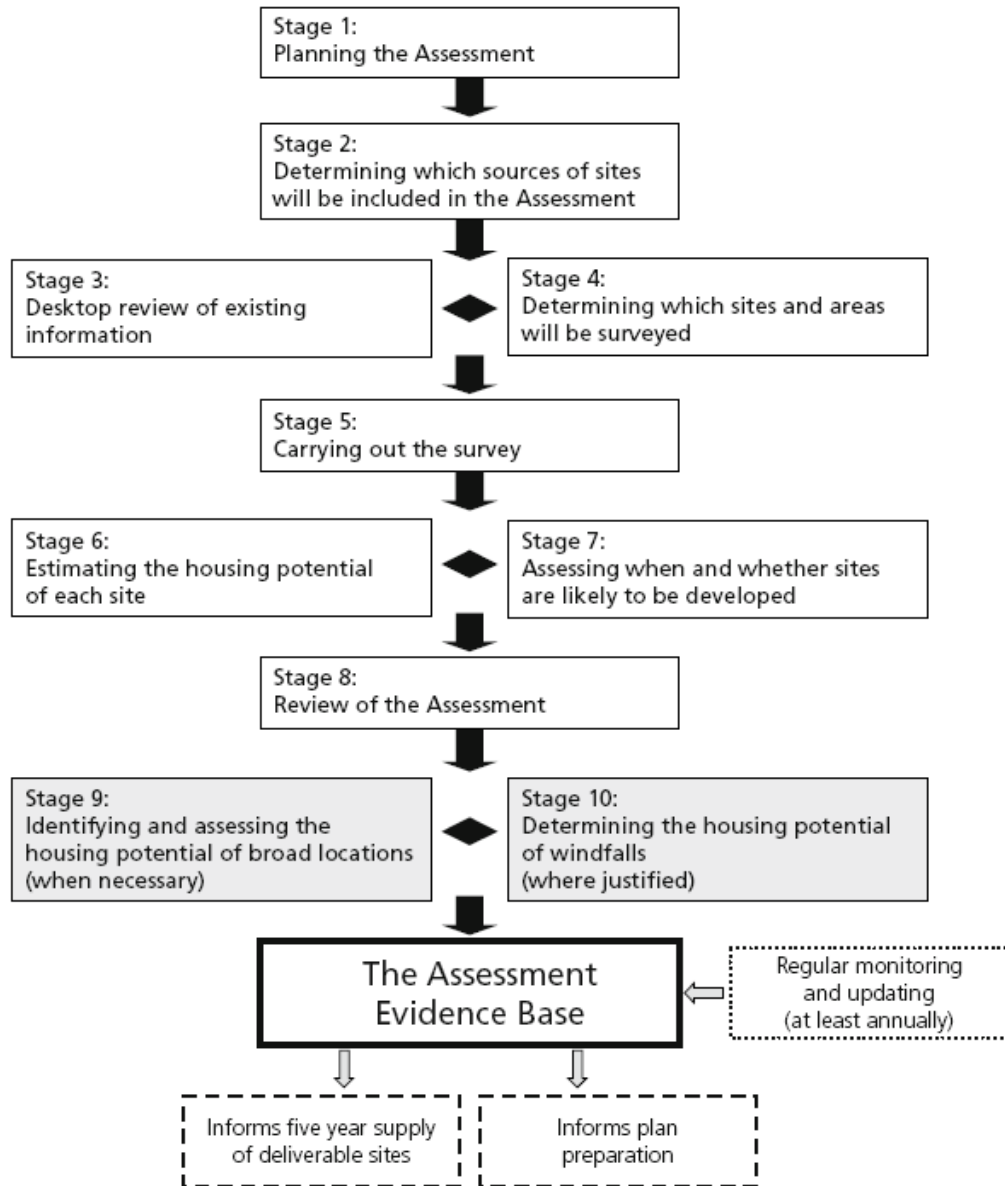 Stage 1:
Planning the Assessment
Stage 2:
Determining which sources of sites
will be included in the Assessment
Stage 3:
Desktop review of existing
information
Stage 4:
Determining which sites and areas
will be surveyed
Stage 5:
Carrying out the survey
Stage 6:
Estimating the housing potential
of each site
Stage 7:
Assessing when and whether sites
are likely to be developed
Stage 8:
Review of the Assessment
Stage 9:
Identifying and assessing the
housing potential of broad locations
(when necessary)
Stage 10:
Determining the housing potential
of windfalls
(where justified)
The Assessment
Evidence Base
Regular monitoring
and updating
(at least annually)
Informs five year supply
of deliverable sites
Informs plan
preparation